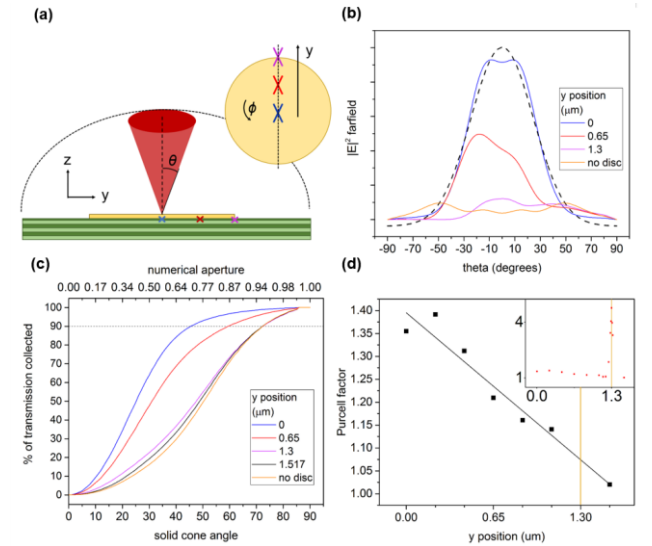 (a)
y
ϕ
z
y
θ
(b)
|E|² farfield
y position
(μm)
0
0.65
1.3
no disc
-90 -70 -50 -30 -10 10 30 50 70 90
theta (degrees)
(c)
numerical aperture
0.00 0.17 0.34 0.50 0.64 0.77 0.87 0.94 0.98 1.00
% of transmission collected
100
90
80
70
60
50
40
30
20
10
0
y position
(μm)
0
0.65
1.3
1.517
no disc
0 10 20 30 40 50 60 70 80 90
solid cone angle
(d)
Purcell factor
1.40
1.35
1.30
1.25
1.20
1.15
1.10
1.05
1.00
4
1
0.0 1.3
0.00 0.65 1.30
y position (um)